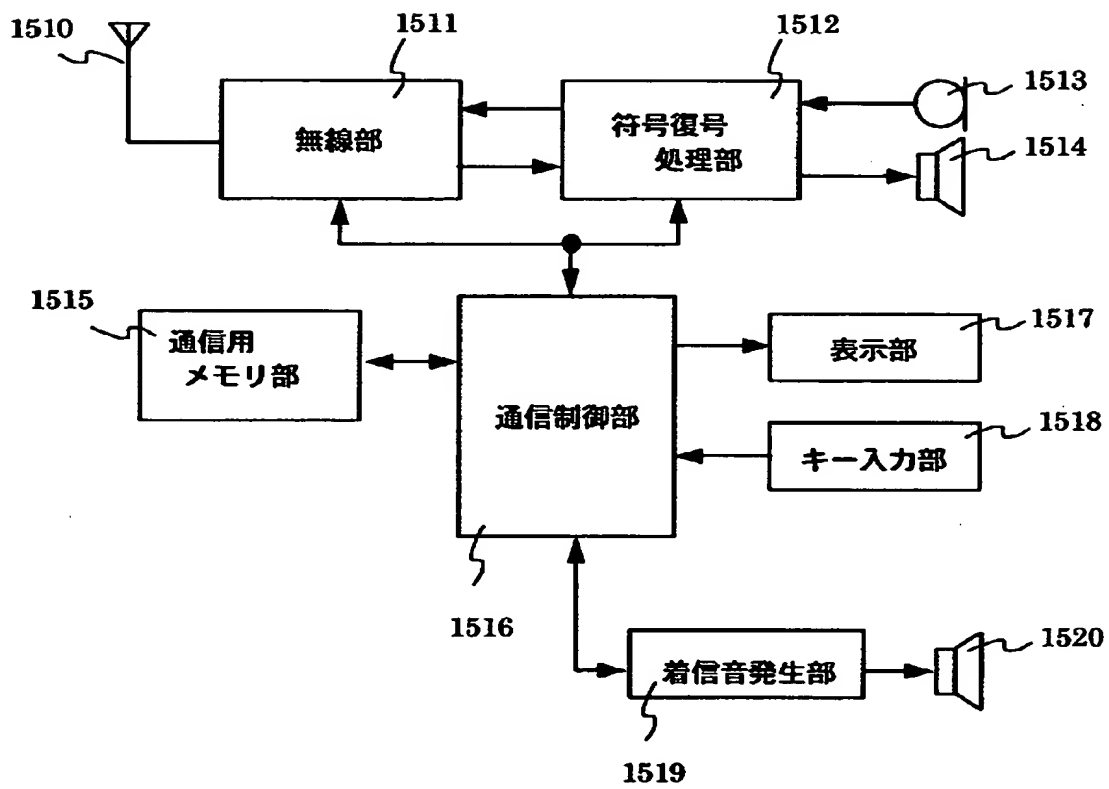 1510
1511
1512
無線部
符号復号
処理部
1513
1514
1515
通信用
メモリ部
通信制御部
1516
表示部
1517
キー入力部
1518
着信音発生部
1519
1520